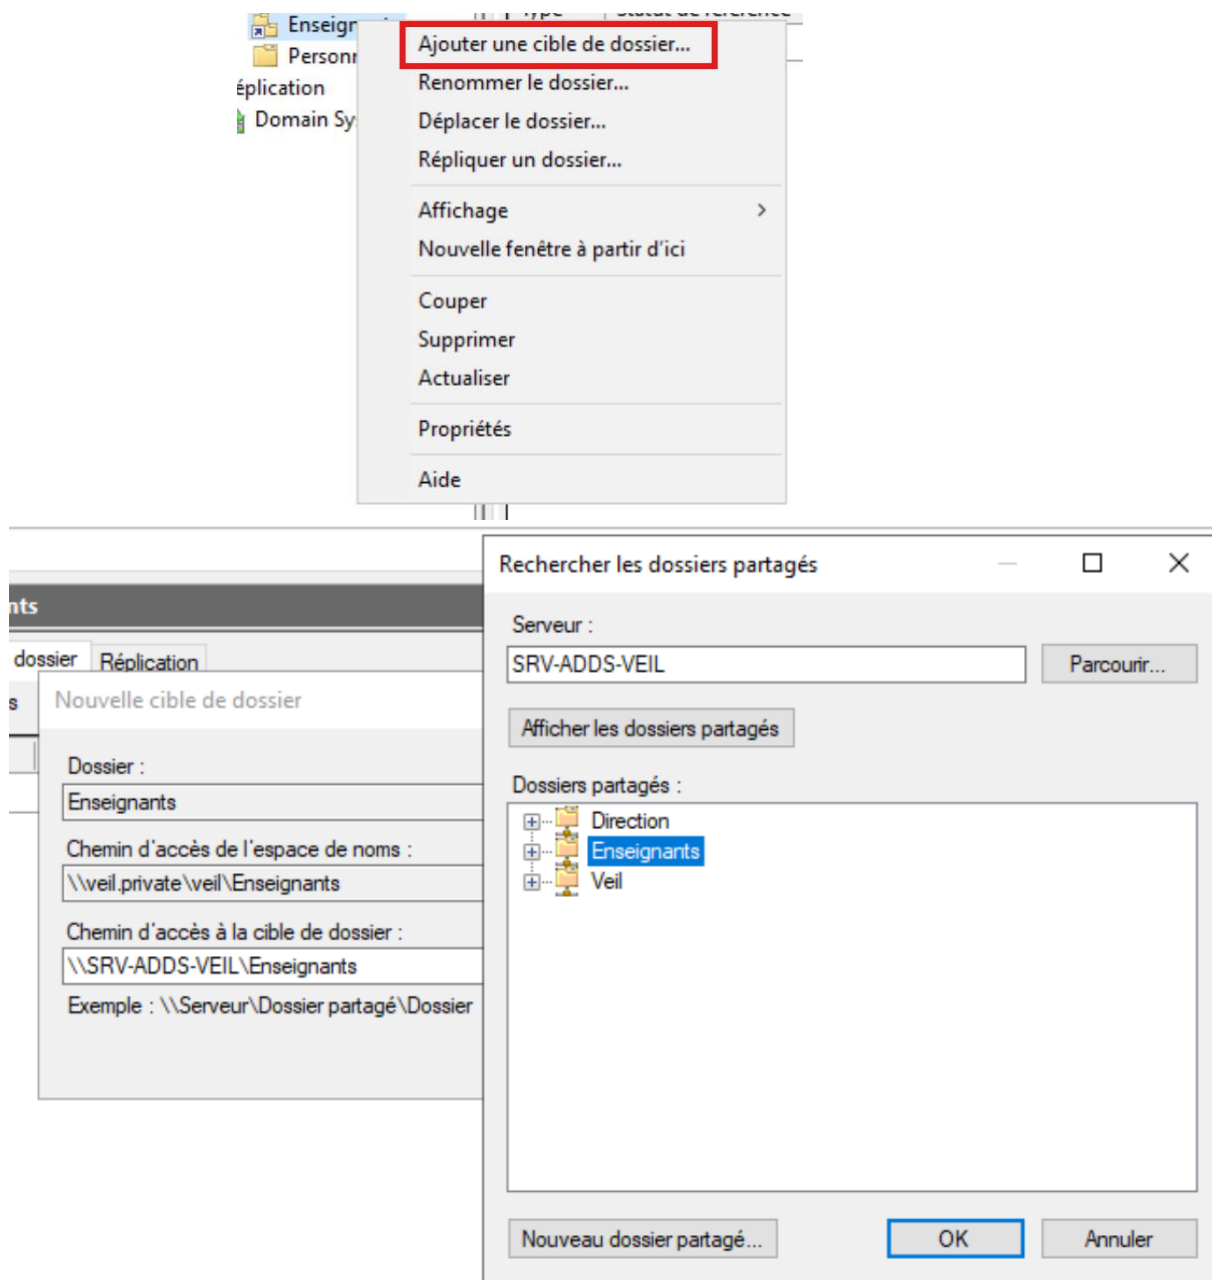 Enseign
Ajouter une cible de dossier...
Person
Renommer le dossier...
éplication
Domain Sy
Déplacer le dossier...
Répliquer un dossier...
Affichage
Nouvelle fenêtre à partir d'ici
Couper
Supprimer
Actualiser
Propriétés
Aide
nts
dossier Réplication
s
Nouvelle cible de dossier
Dossier :
Enseignants
Chemin d'accès de l'espace de noms :
\\veil.private\veil\Enseignants
Chemin d'accès à la cible de dossier :
\\SRV-ADDS-VEIL\Enseignants
Exemple : \\Serveur\Dossier partagé\Dossier
Rechercher les dossiers partagés
Serveur :
SRV-ADDS-VEIL
Parcourir...
Afficher les dossiers partagés
Dossiers partagés :
Direction
Enseignants
Veil
Nouveau dossier partagé...
OK
Annuler